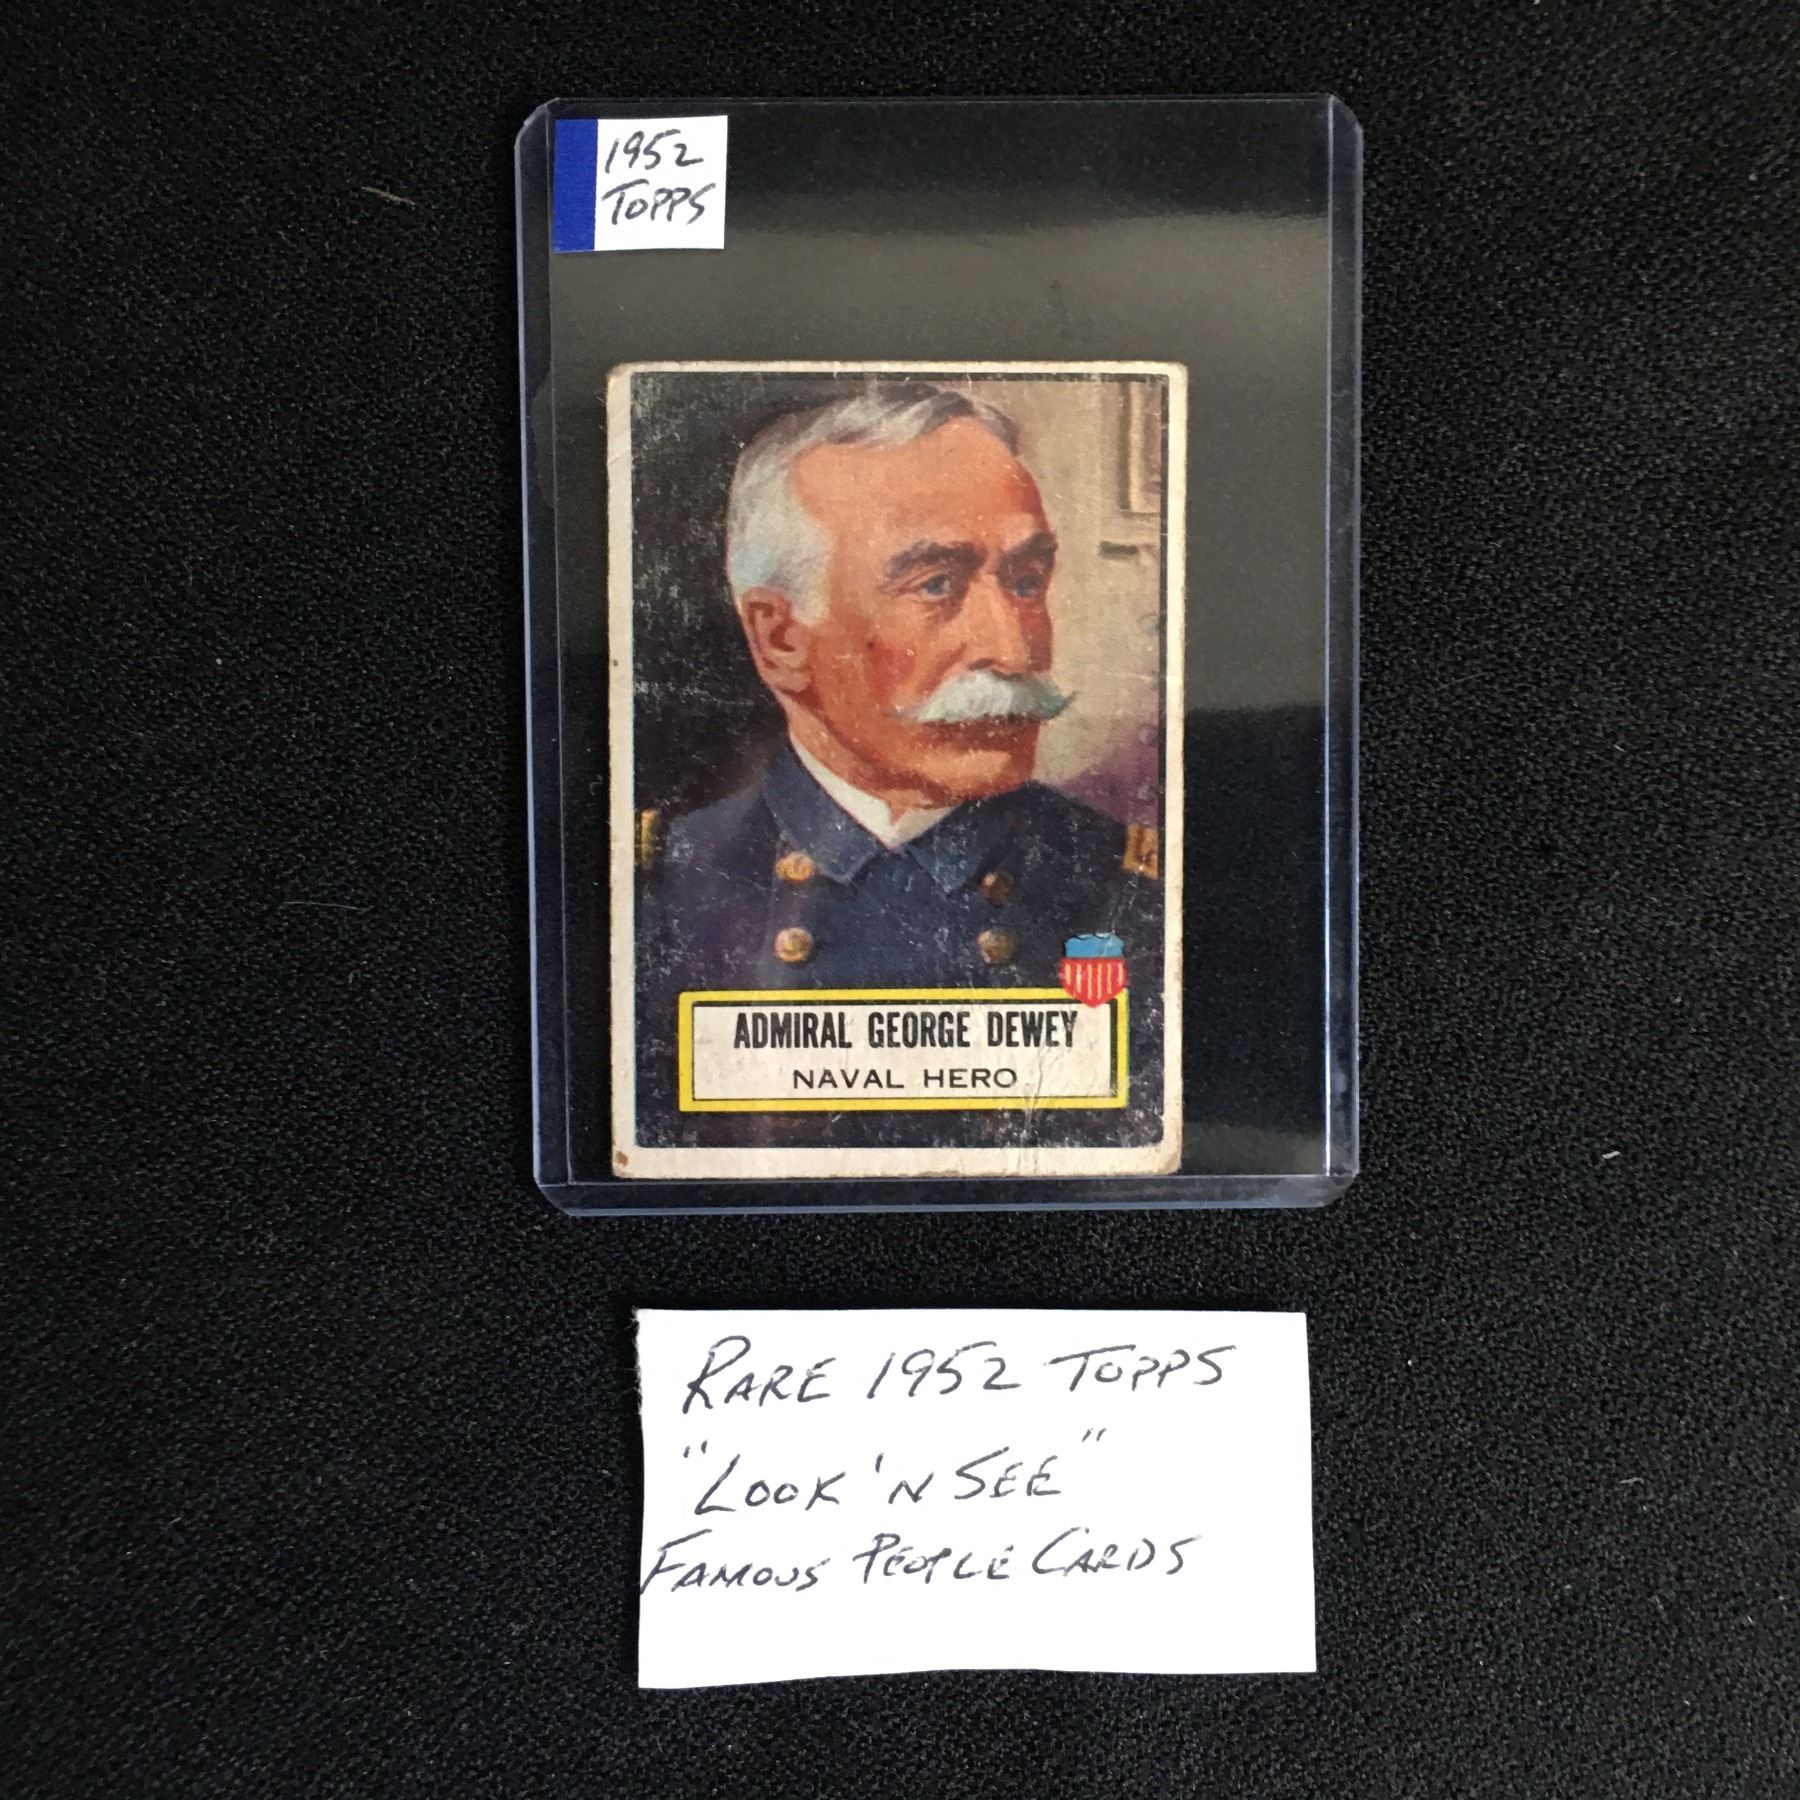 1952
TOPPS
ADMIRAL GEORGE DEWEY
NAVAL HERO
RARE 1952 TOPPS
"LOOK 'N SEE"
FAMOUS PEOPLE CARDS